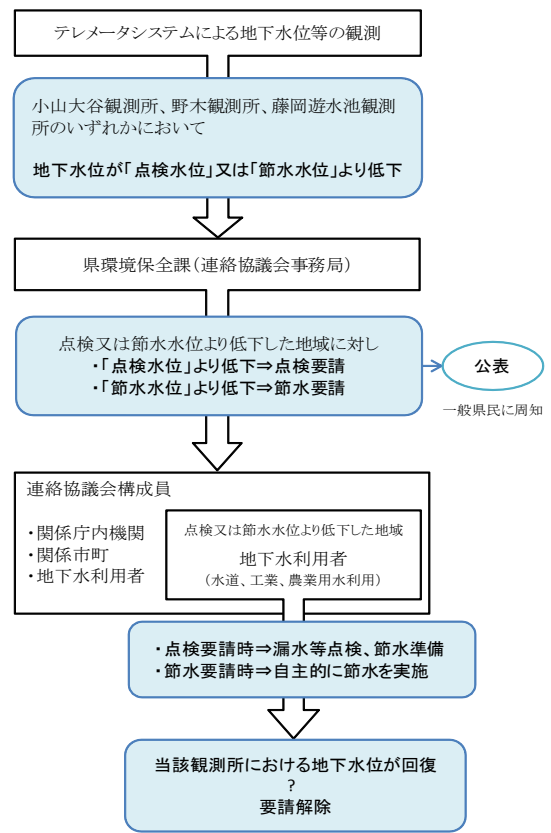 テレメータシステムによる地下水位等の観測
小山大谷観測所、野木観測所、藤岡遊水池観測
所のいずれかにおいて
地下水位が「点検水位」又は「節水水位」より低下
県環境保全課(連絡協議会事務局)
点検又は節水水位より低下した地域に対し
・「点検水位」より低下⇒点検要請
・「節水水位」より低下⇒節水要請
公表
一般県民に周知
連絡協議会構成員
・関係庁内機関
・関係市町
・地下水利用者
点検又は節水水位より低下した地域
地下水利用者
(水道、工業、農業用水利用)
・点検要請時⇒漏水等点検、節水準備
・節水要請時⇒自主的に節水を実施
当該観測所における地下水位が回復
?
要請解除